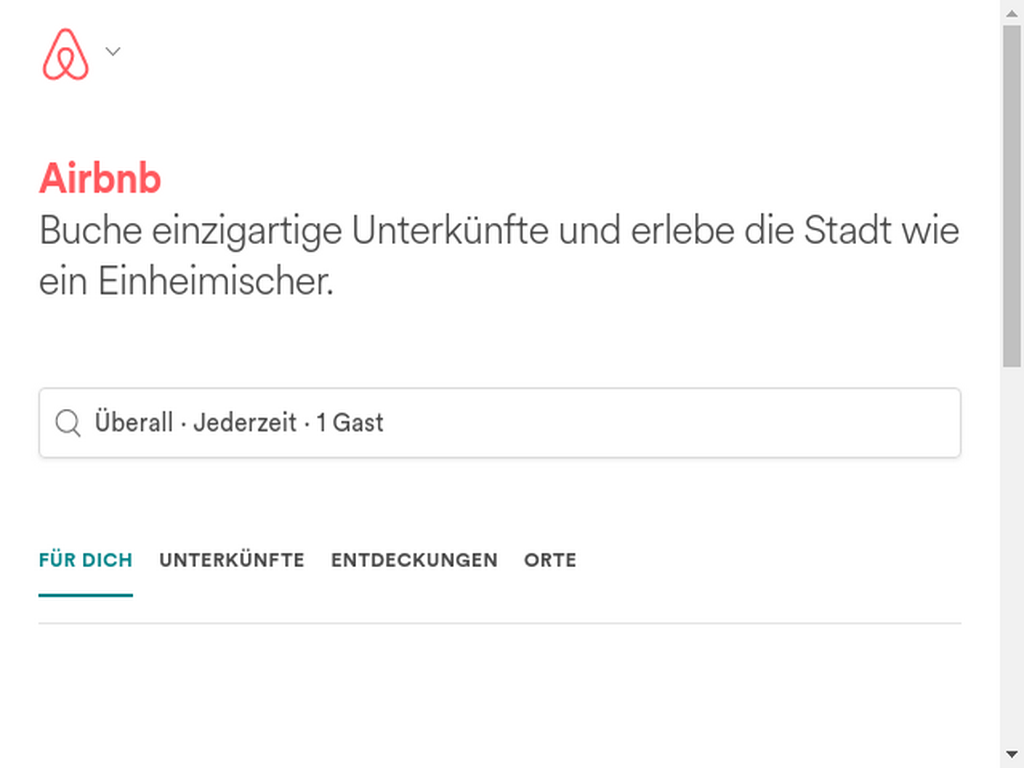 Airbnb
Buche einzigartige Unterkünfte und erlebe die Stadt wie
ein Einheimischer.
Überall · Jederzeit · 1 Gast
FÜR DICH UNTERKÜNFTE ENTDECKUNGEN ORTE